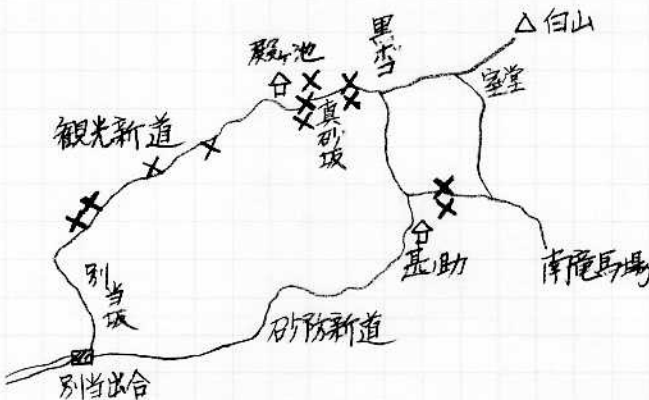 白山
黒ボコ
殿ヶ池
室堂
真砂坂
観光新道
甚ノ助
南竜馬場
別当坂
砂防新道
別当出合